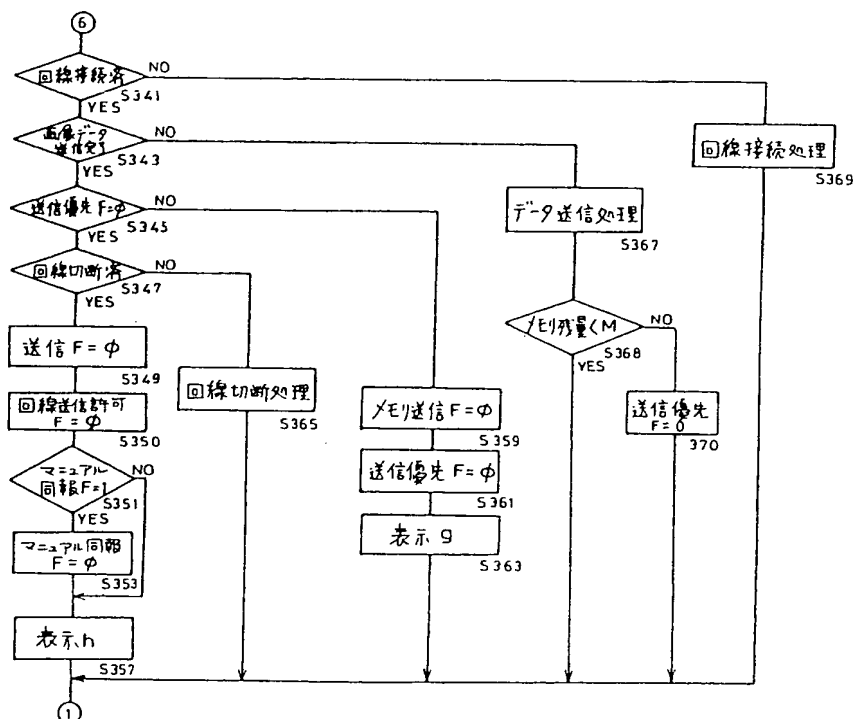 6
回線接続済
NO
S341
YES
画像データ
送信完了
NO
S343
YES
送信優先F=φ
NO
S345
YES
回線切断済
NO
S347
YES
送信F=φ
S349
回線送信許可
F=φ
S350
マニュアル
同報F=1
NO
S351
YES
マニュアル同報
F=φ
S353
表示h
S357
1
回線切断処理
S365
メモリ送信F=φ
S359
送信優先F=φ
S361
表示g
S363
データ送信処理
S367
メモリ残量<M
NO
S368
YES
送信優先
F=0
370
回線接続処理
S369